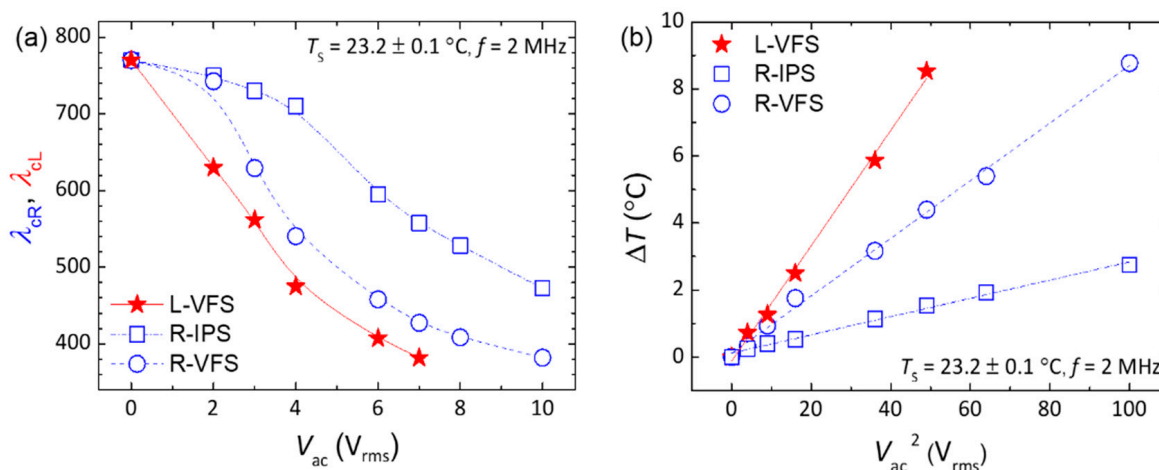 (a)
T_S = 23.2 ± 0.1 °C, f = 2 MHz
800
700
600
500
400
λ_cR, λ_cL
L-VFS
R-IPS
R-VFS
0 2 4 6 8 10
V_ac (V_rms)
(b)
10
8
6
4
2
0
ΔT (°C)
L-VFS
R-IPS
R-VFS
T_S = 23.2 ± 0.1 °C, f = 2 MHz
0 20 40 60 80 100
V_ac² (V_rms)